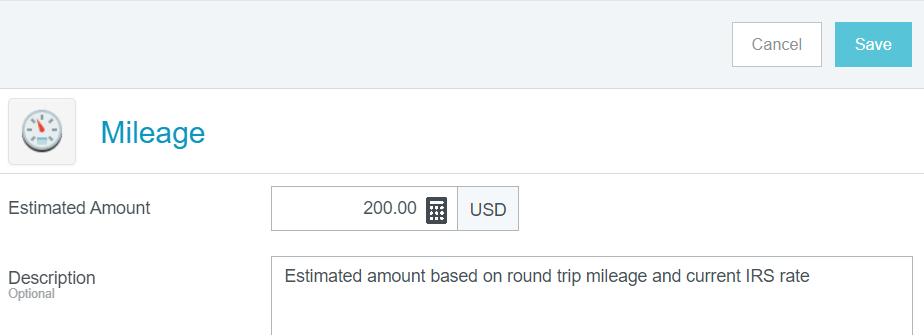 Cancel Save
Mileage
Estimated Amount 200.00 USD
Description Estimated amount based on round trip mileage and current IRS rate
Optional